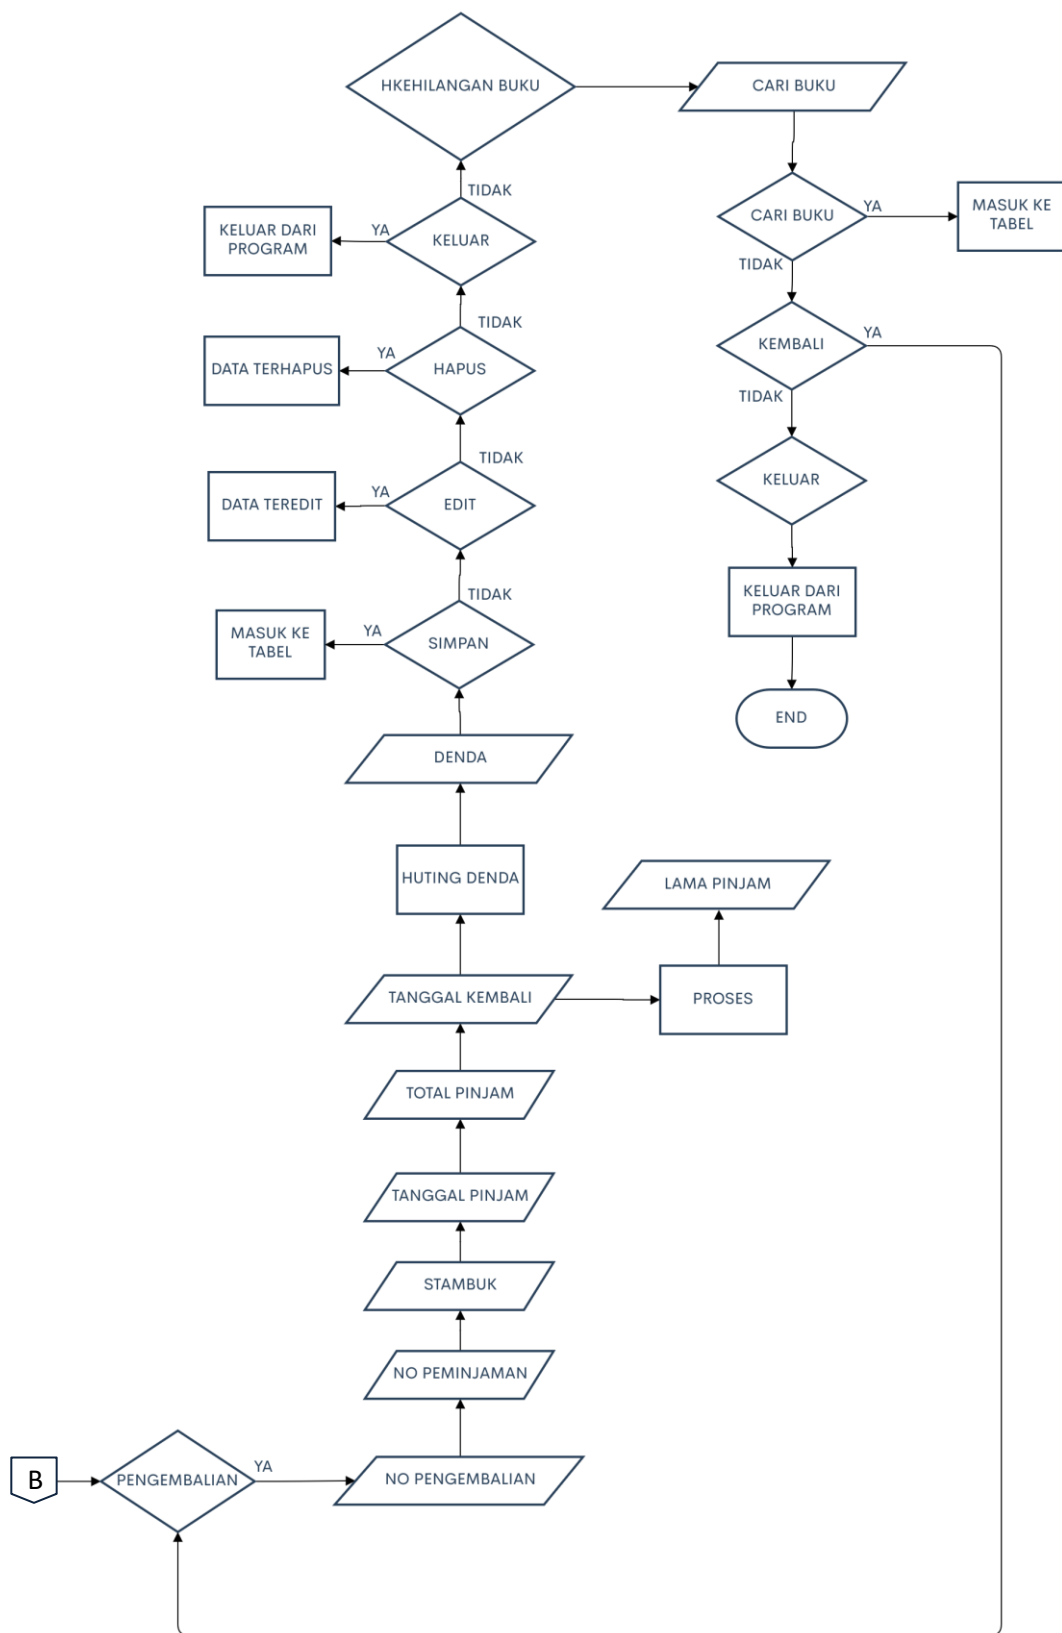 HKEHILANGAN BUKU
CARI BUKU
TIDAK
KELUAR DARI
PROGRAM
YA
KELUAR
CARI BUKU
YA
MASUK KE
TABEL
TIDAK
TIDAK
DATA TERHAPUS
YA
HAPUS
KEMBALI
YA
TIDAK
TIDAK
DATA TEREDIT
YA
EDIT
KELUAR
TIDAK
MASUK KE
TABEL
YA
SIMPAN
KELUAR DARI
PROGRAM
END
DENDA
HUTING DENDA
LAMA PINJAM
TANGGAL KEMBALI
PROSES
TOTAL PINJAM
TANGGAL PINJAM
STAMBUK
NO PEMINJAMAN
B
PENGEMBALIAN
YA
NO PENGEMBALIAN